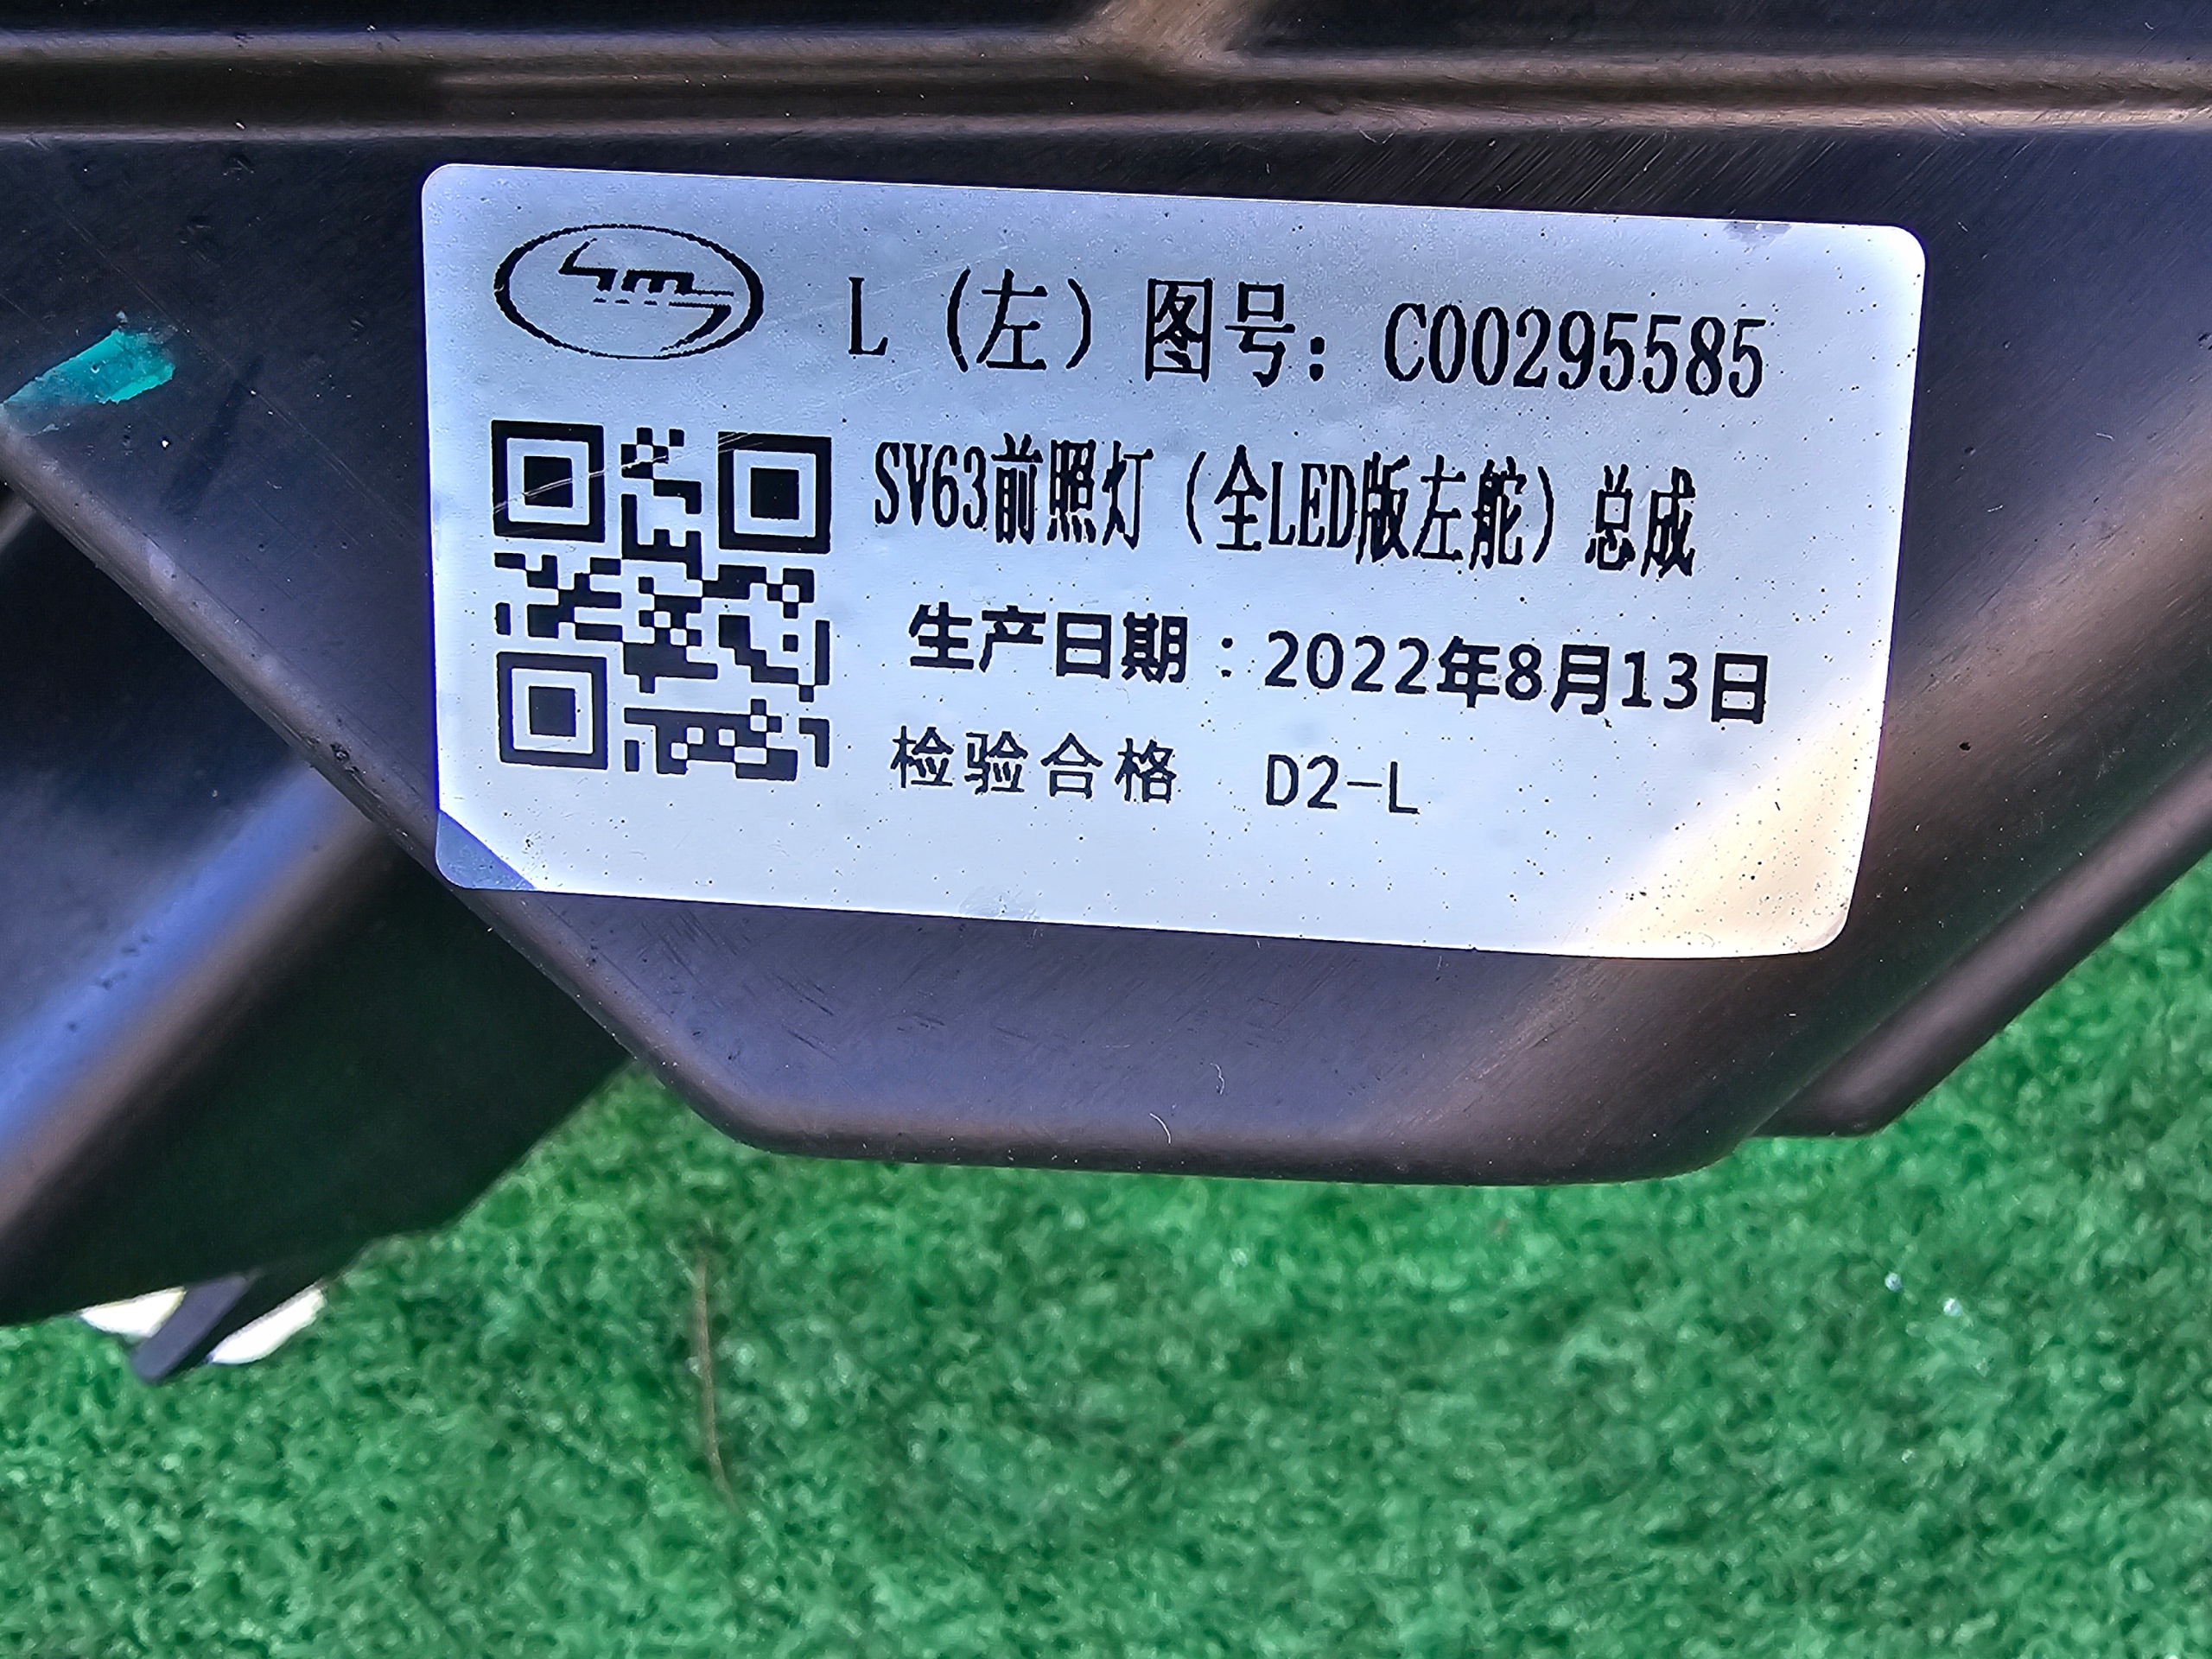 L（左）图号：C00295585
SV63前照灯（全LED版左舵）总成
生产日期：2022年8月13日
检验合格 D2-L